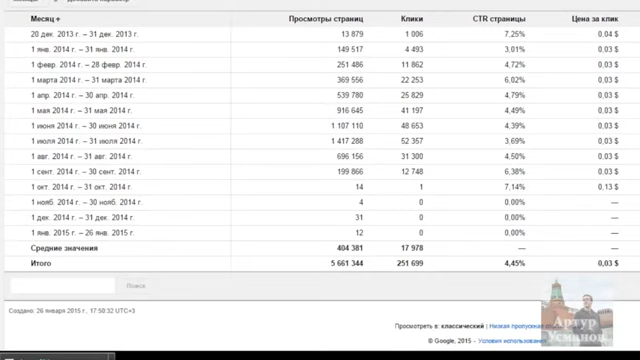 Месяц Просмотры страниц Клики CTR страницы Цена за клик
20 дек. 2013 г. – 31 дек. 2013 г. 13 879 1 006 7,25% 0,04 $
1 янв. 2014 г. – 31 янв. 2014 г. 149 517 4 493 3,01% 0,03 $
1 февр. 2014 г. – 28 февр. 2014 г. 251 486 11 862 4,72% 0,03 $
1 марта 2014 г. – 31 марта 2014 г. 369 556 22 253 6,02% 0,03 $
1 апр. 2014 г. – 30 апр. 2014 г. 539 780 25 829 4,79% 0,03 $
1 мая 2014 г. – 31 мая 2014 г. 916 645 41 197 4,49% 0,03 $
1 июня 2014 г. – 30 июня 2014 г. 1 107 110 48 653 4,39% 0,03 $
1 июля 2014 г. – 31 июля 2014 г. 1 417 288 52 357 3,69% 0,03 $
1 авг. 2014 г. – 31 авг. 2014 г. 696 156 31 300 4,50% 0,03 $
1 сент. 2014 г. – 30 сент. 2014 г. 199 866 12 748 6,38% 0,03 $
1 окт. 2014 г. – 31 окт. 2014 г. 14 1 7,14% 0,13 $
1 нояб. 2014 г. – 30 нояб. 2014 г. 4 0 0,00% —
1 дек. 2014 г. – 31 дек. 2014 г. 31 0 0,00% —
1 янв. 2015 г. – 26 янв. 2015 г. 12 0 0,00% —
Средние значения 404 381 17 978 — —
Итого 5 661 344 251 699 4,45% 0,03 $
Поиск
Создано: 26 января 2015 г., 17:58:32 UTC+3
Просмотреть в: классический | Низкая пропускная
© Google, 2015 – Условия использования
Артур
Усманов